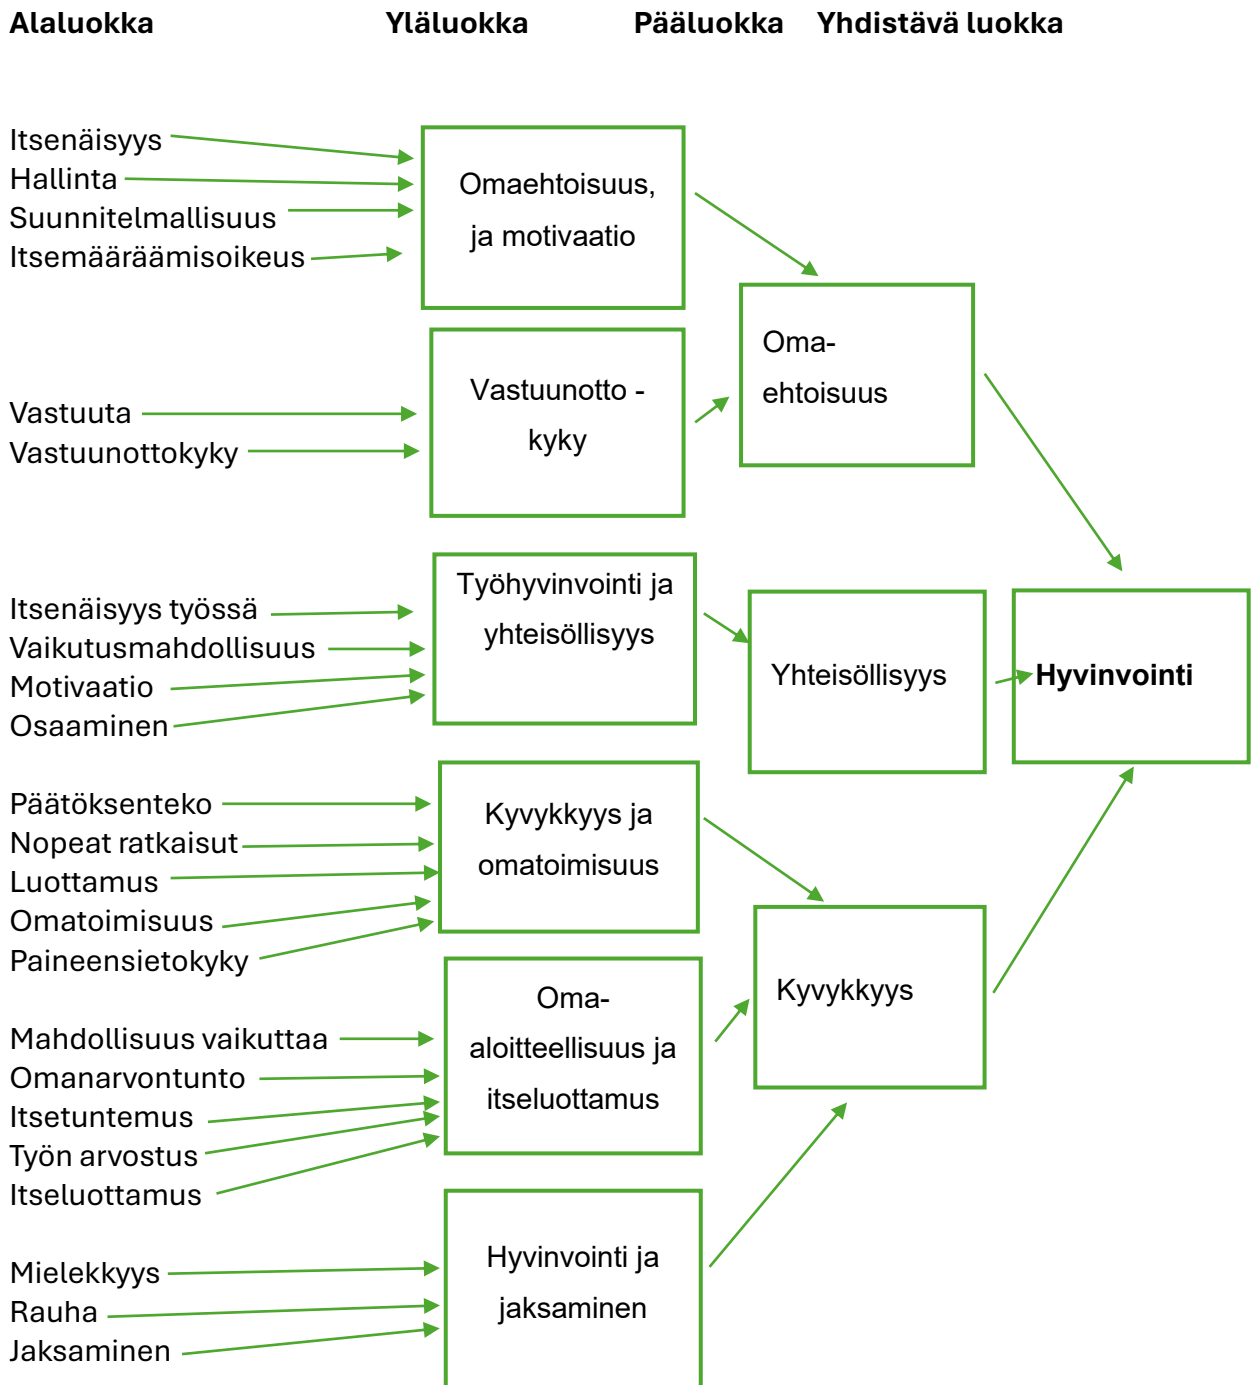 Alaluokka Yläluokka Pääluokka Yhdistävä luokka
Itsenäisyys
Hallinta
Suunnitelmallisuus
Itsemääräämisoikeus
Omaehtoisuus,
ja motivaatio
Vastuuta
Vastuunottokyky
Vastuunotto -
kyky
Oma-
ehtoisuus
Itsenäisyys työssä
Vaikutusmahdollisuus
Motivaatio
Osaaminen
Työhyvinvointi ja
yhteisöllisyys
Yhteisöllisyys
Hyvinvointi
Päätöksenteko
Nopeat ratkaisut
Luottamus
Omatoimisuus
Paineensietokyky
Kyvykkyys ja
omatoimisuus
Mahdollisuus vaikuttaa
Omanarvontunto
Itsetuntemus
Työn arvostus
Itseluottamus
Oma-
aloitteellisuus ja
itseluottamus
Kyvykkyys
Mielekkyys
Rauha
Jaksaminen
Hyvinvointi ja
jaksaminen